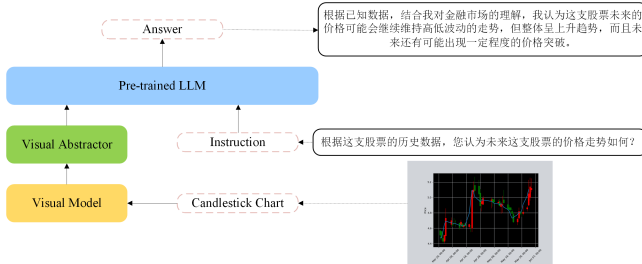 Answer
根据已知数据，结合我对金融市场的理解，我认为这支股票未来的
价格可能会继续维持高低波动的走势，但整体呈上升趋势，而且未
来还有可能出现一定程度的价格突破。
Pre-trained LLM
Visual Abstractor
Instruction
根据这支股票的历史数据，您认为未来这支股票的价格走势如何？
Visual Model
Candlestick Chart